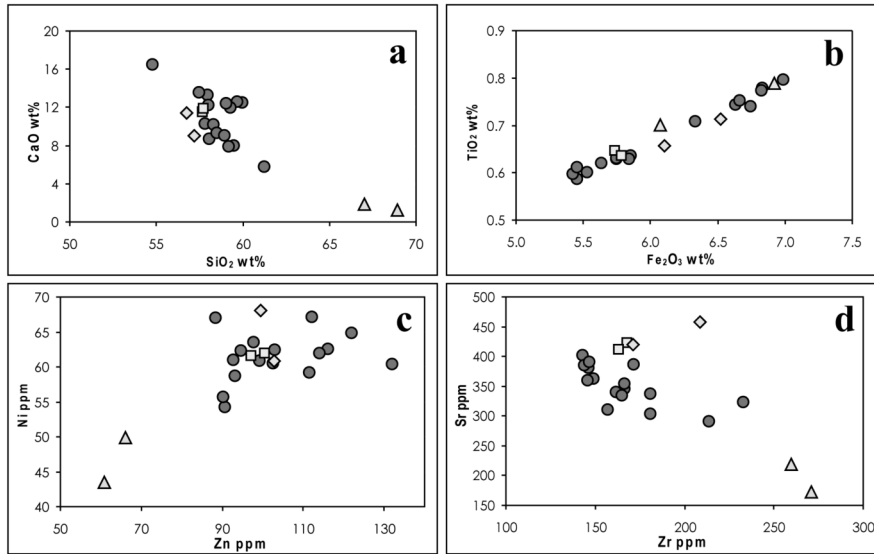 a
20
16
12
8
4
0
CaO wt%
50 55 60 65 70
SiO₂ wt%
b
0.9
0.8
0.7
0.6
0.5
TiO₂ wt%
5.0 5.5 6.0 6.5 7.0 7.5
Fe₂O₃ wt%
c
70
65
60
55
50
45
40
Ni ppm
50 70 90 110 130
Zn ppm
d
500
450
400
350
300
250
200
150
Sr ppm
100 150 200 250 300
Zr ppm